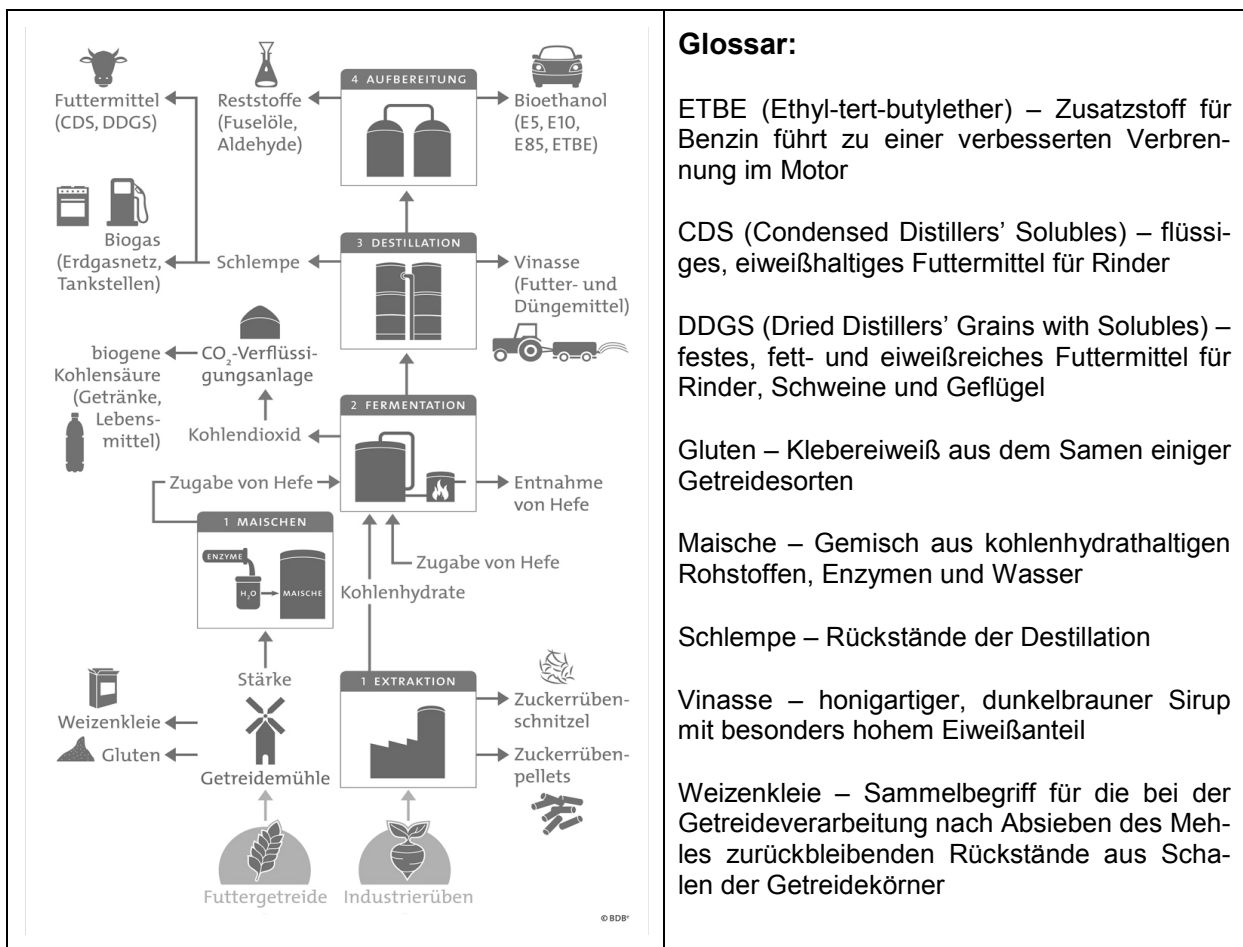 4 AUFBEREITUNG
Futtermittel
(CDS, DDGS)
Reststoffe
(Fuselöle,
Aldehyde)
Bioethanol
(E5, E10,
E85, ETBE)
3 DESTILLATION
Biogas
(Erdgasnetz,
Tankstellen)
Schlempe
Vinasse
(Futter- und
Düngemittel)
biogene
Kohlensäure
(Getränke,
Lebens-
mittel)
CO₂-Verflüssi-
gungsanlage
2 FERMENTATION
Kohlendioxid
Zugabe von Hefe
Entnahme
von Hefe
1 MAISCHEN
ENZYME
H₂O
MAISCHE
Zugabe von Hefe
Kohlenhydrate
Stärke
1 EXTRAKTION
Weizenkleie
Gluten
Getreidemühle
Zuckerrüben-
schnitzel
Zuckerrüben-
pellets
Futtergetreide
Industrierüben
© BDBᵉ
Glossar:
ETBE (Ethyl-tert-butylether) – Zusatzstoff für
Benzin führt zu einer verbesserten Verbren-
nung im Motor
CDS (Condensed Distillers’ Solubles) – flüssi-
ges, eiweißhaltiges Futtermittel für Rinder
DDGS (Dried Distillers’ Grains with Solubles) –
festes, fett- und eiweißreiches Futtermittel für
Rinder, Schweine und Geflügel
Gluten – Klebereiweiß aus dem Samen einiger
Getreidesorten
Maische – Gemisch aus kohlenhydrathaltigen
Rohstoffen, Enzymen und Wasser
Schlempe – Rückstände der Destillation
Vinasse – honigartiger, dunkelbrauner Sirup
mit besonders hohem Eiweißanteil
Weizenkleie – Sammelbegriff für die bei der
Getreideverarbeitung nach Absieben des Meh-
les zurückbleibenden Rückstände aus Scha-
len der Getreidekörner